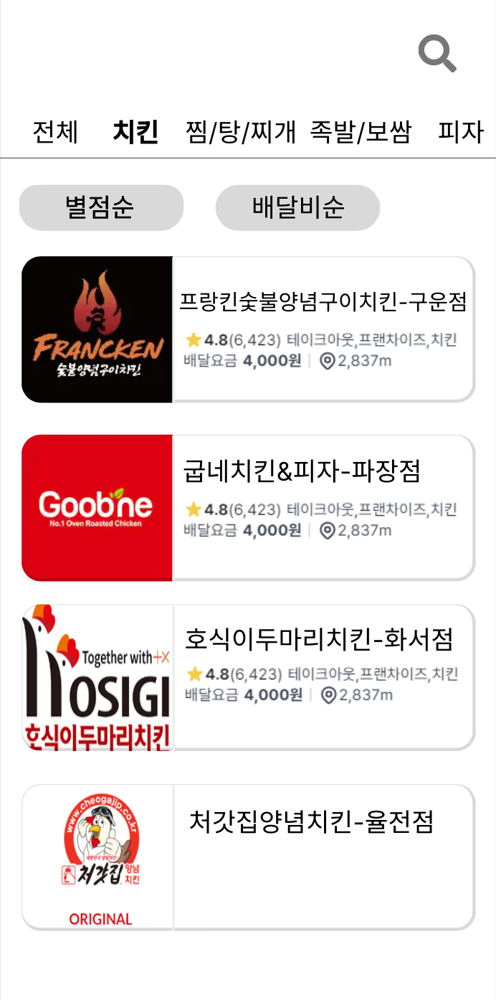 전체 치킨 찜/탕/찌개 족발/보쌈 피자
별점순 배달비순
FRANCKEN
숯불양념구이치킨
프랑킨숯불양념구이치킨-구운점
4.8(6,423) 테이크아웃,프랜차이즈,치킨
배달요금 4,000원 2,837m
Goobne
No.1 Oven Roasted Chicken
굽네치킨&피자-파장점
4.8(6,423) 테이크아웃,프랜차이즈,치킨
배달요금 4,000원 2,837m
Together with +x
HOSIGI
호식이두마리치킨
호식이두마리치킨-화서점
4.8(6,423) 테이크아웃,프랜차이즈,치킨
배달요금 4,000원 2,837m
www.cheogajip.co.kr
대한민국 양념치킨
처갓집 양념
치킨
ORIGINAL
처갓집양념치킨-율전점